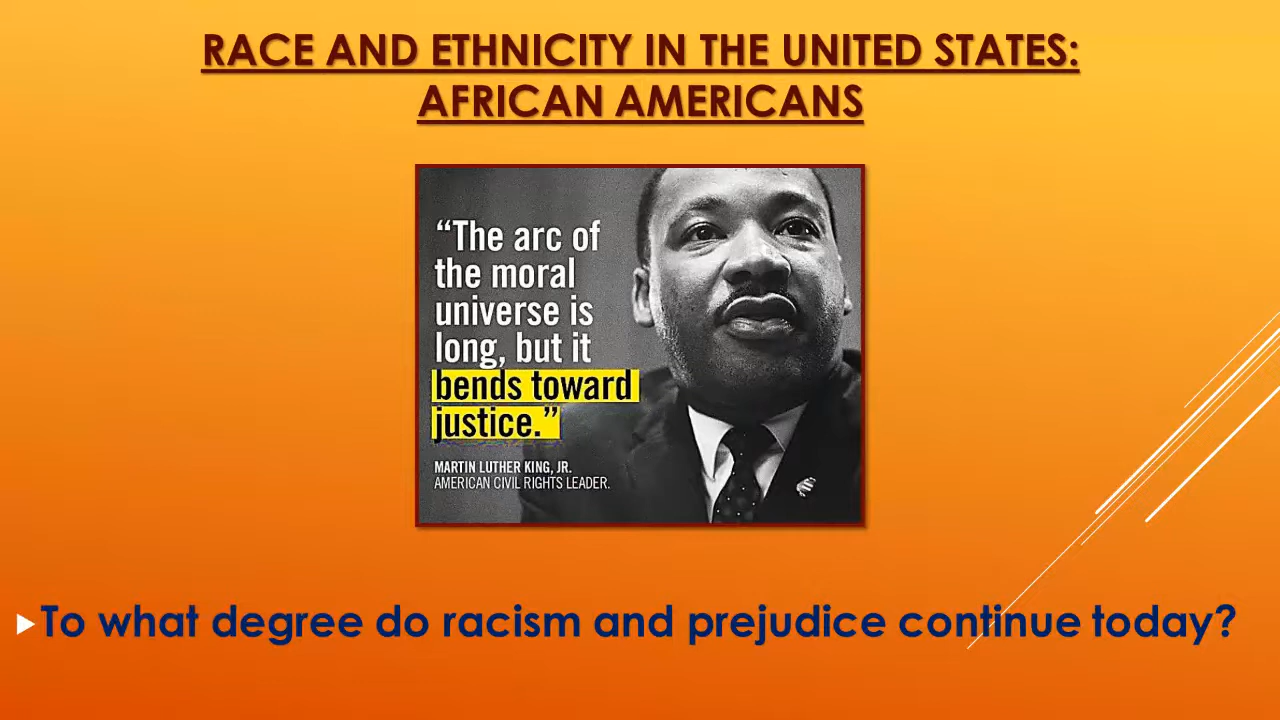 RACE AND ETHNICITY IN THE UNITED STATES:
AFRICAN AMERICANS
“The arc of
the moral
universe is
long, but it
bends toward
justice.”
MARTIN LUTHER KING, JR.
AMERICAN CIVIL RIGHTS LEADER.
To what degree do racism and prejudice continue today?